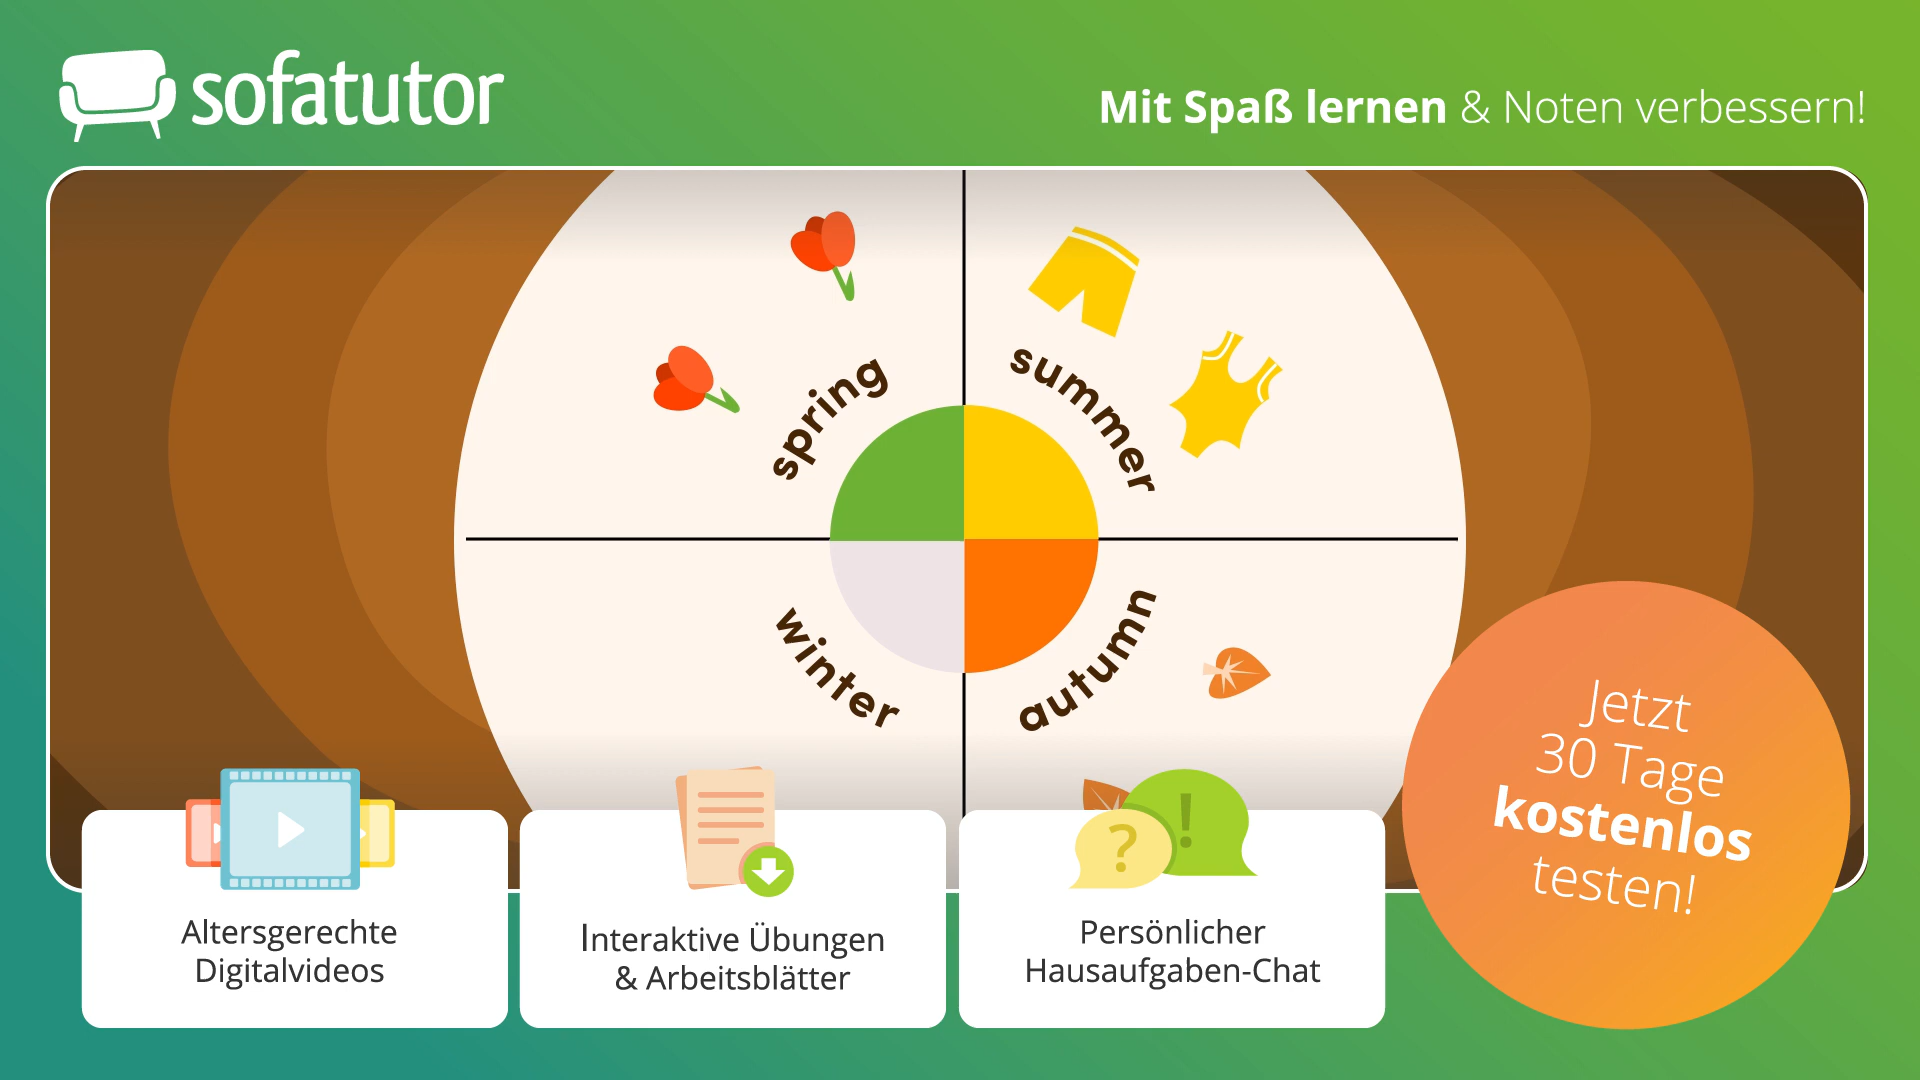 sofatutor
Mit Spaß lernen & Noten verbessern!
spring
summer
winter
autumn
Jetzt
30 Tage
kostenlos
testen!
?
!
Altersgerechte
Digitalvideos
Interaktive Übungen
& Arbeitsblätter
Persönlicher
Hausaufgaben-Chat